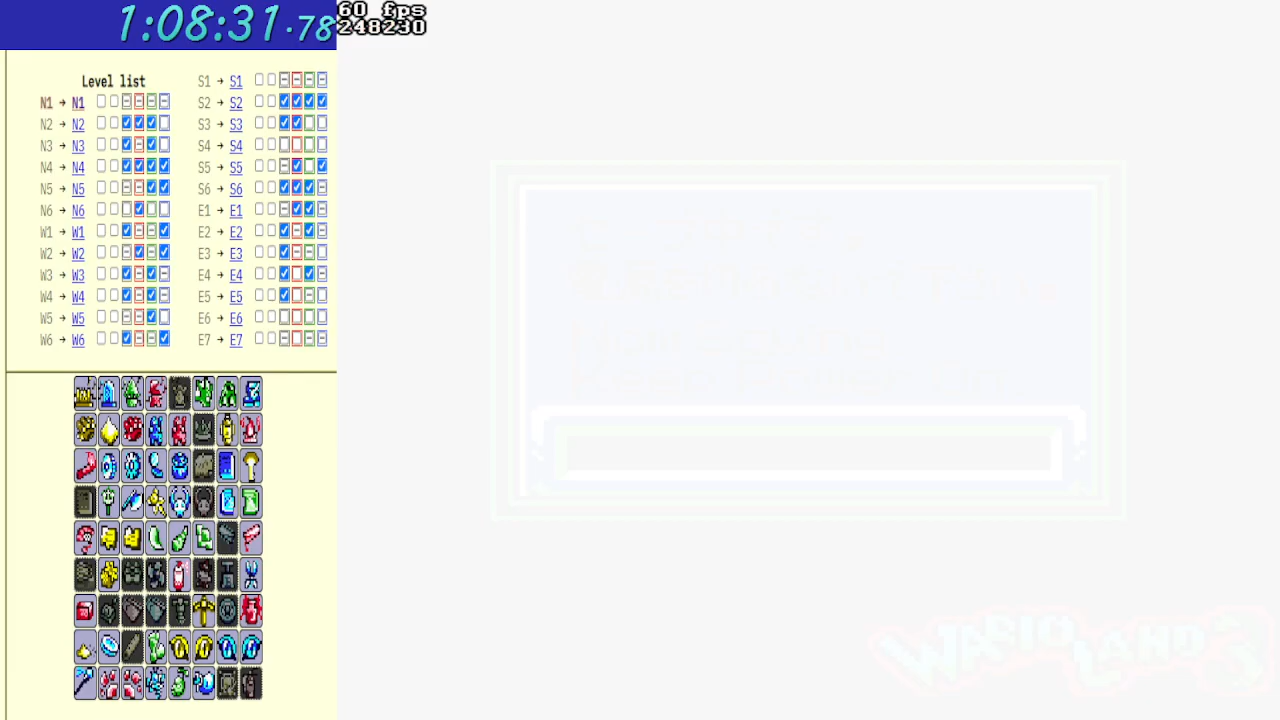 1:08:31.78
60 fps
248230
Level list
N1 → N1
N2 → N2
N3 → N3
N4 → N4
N5 → N5
N6 → N6
W1 → W1
W2 → W2
W3 → W3
W4 → W4
W5 → W5
W6 → W6
S1 → S1
S2 → S2
S3 → S3
S4 → S4
S5 → S5
S6 → S6
E1 → E1
E2 → E2
E3 → E3
E4 → E4
E5 → E5
E6 → E6
E7 → E7
WARIO LAND 3